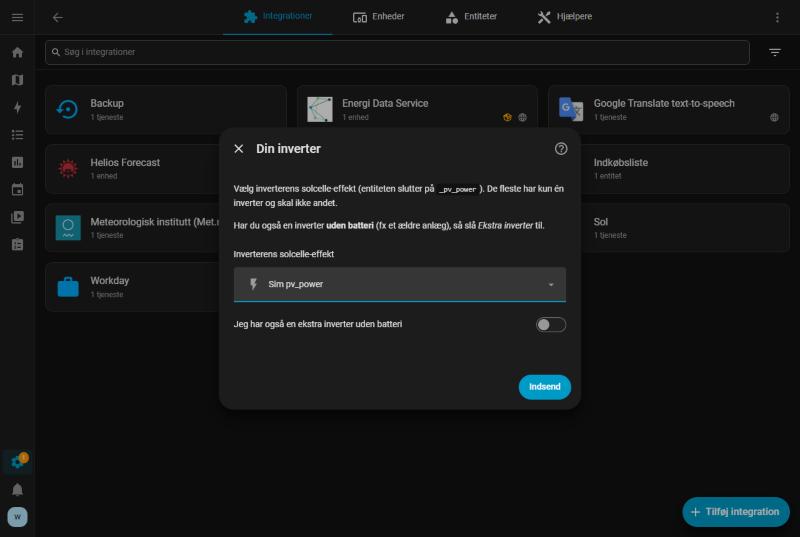 Integrationer
Enheder
Entiteter
Hjælpere
Søg i integrationer
Backup
1 tjeneste
Energi Data Service
1 enhed
Google Translate text-to-speech
1 tjeneste
Helios Forecast
1 enhed
Indkøbsliste
1 entitet
Meteorologisk institutt (Met.n
1 tjeneste
Sol
1 tjeneste
Workday
1 tjeneste
Din inverter
Vælg inverterens solcelle-effekt (entiteten slutter på _pv_power ). De fleste har kun én
inverter og skal ikke andet.
Har du også en inverter uden batteri (fx et ældre anlæg), så slå Ekstra inverter til.
Inverterens solcelle-effekt
Sim pv_power
Jeg har også en ekstra inverter uden batteri
Indsend
1
W
Tilføj integration